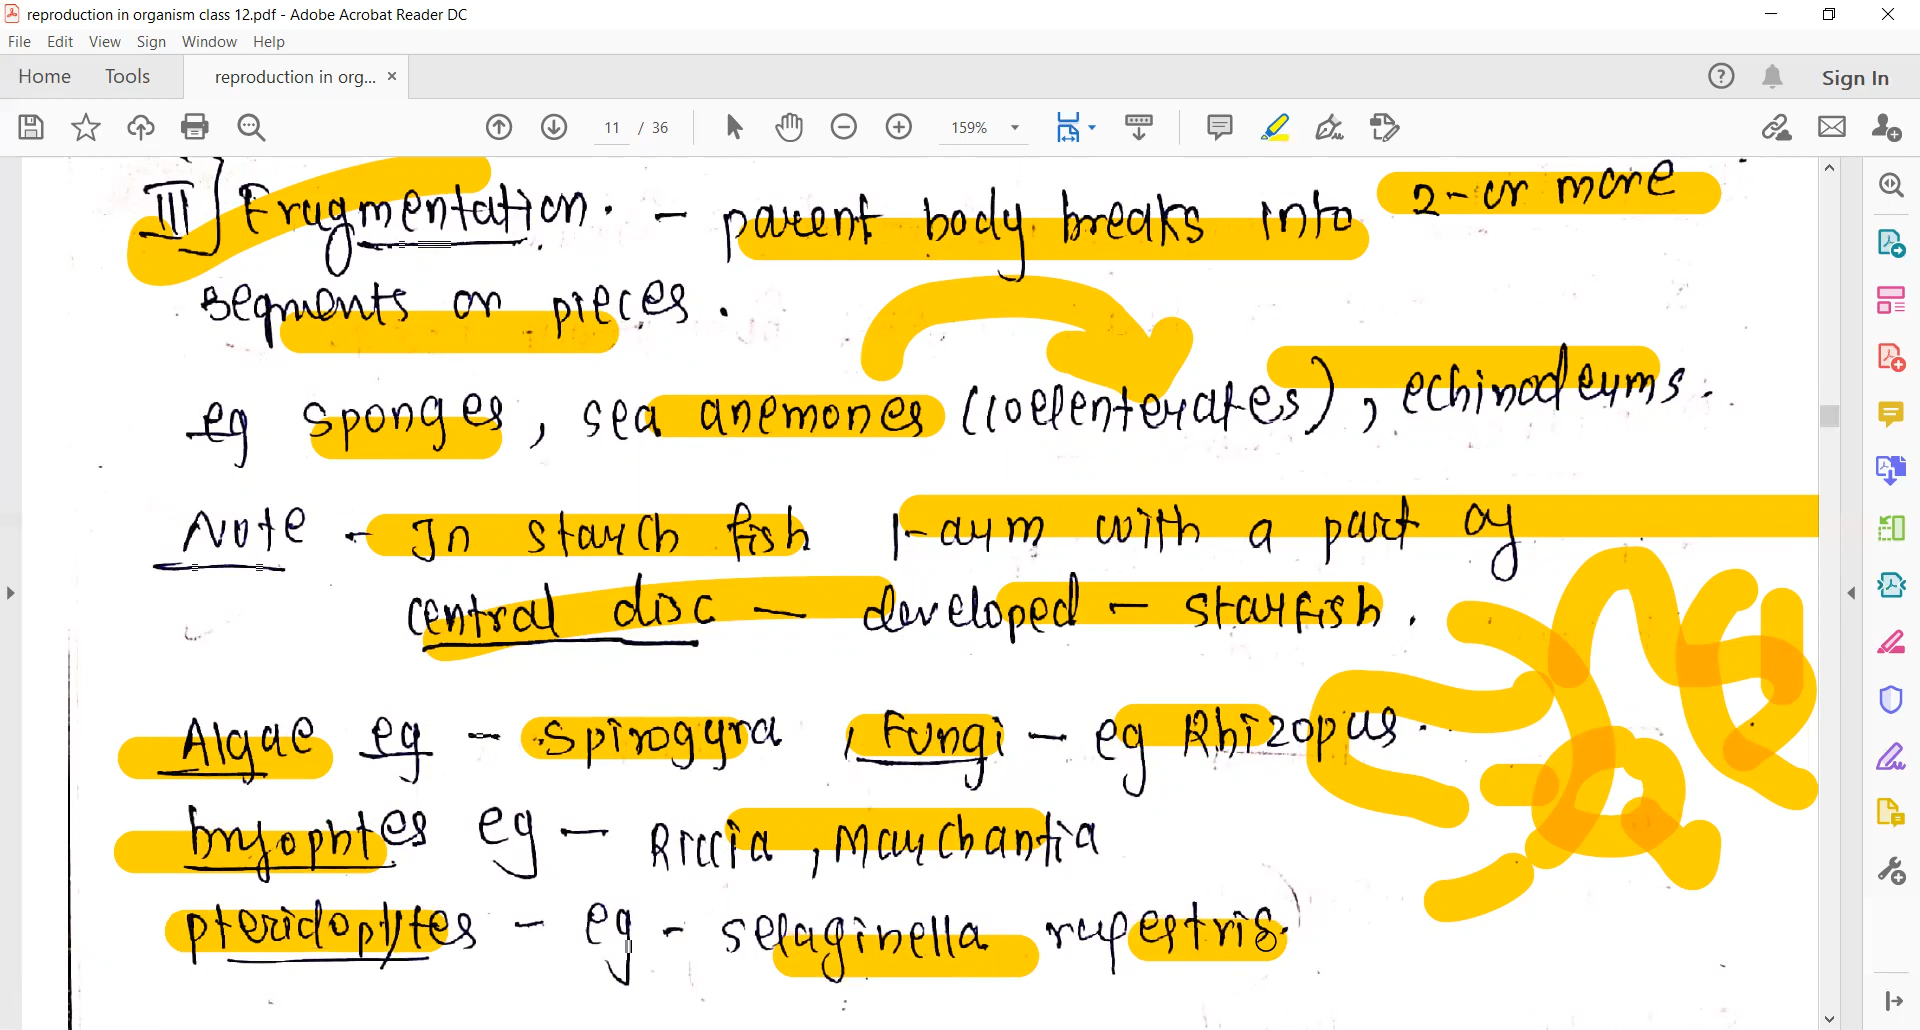 reproduction in organism class 12.pdf - Adobe Acrobat Reader DC
File Edit View Sign Window Help
Home Tools reproduction in org... × Sign In
11 / 36 159%
III] Fragmentation. - parent body breaks into 2-or more
segments or pieces.
eg sponges, sea anemones (coelenterates), echinoderms.
Note - In starch fish 1-arm with a part of
central disc - developed - starfish.
Algae eg - spirogyra, Fungi - eg Rhizopus.
bryophtes eg - Riccia, Marchantia
pteridoptytes - eg - selaginella rupestris.